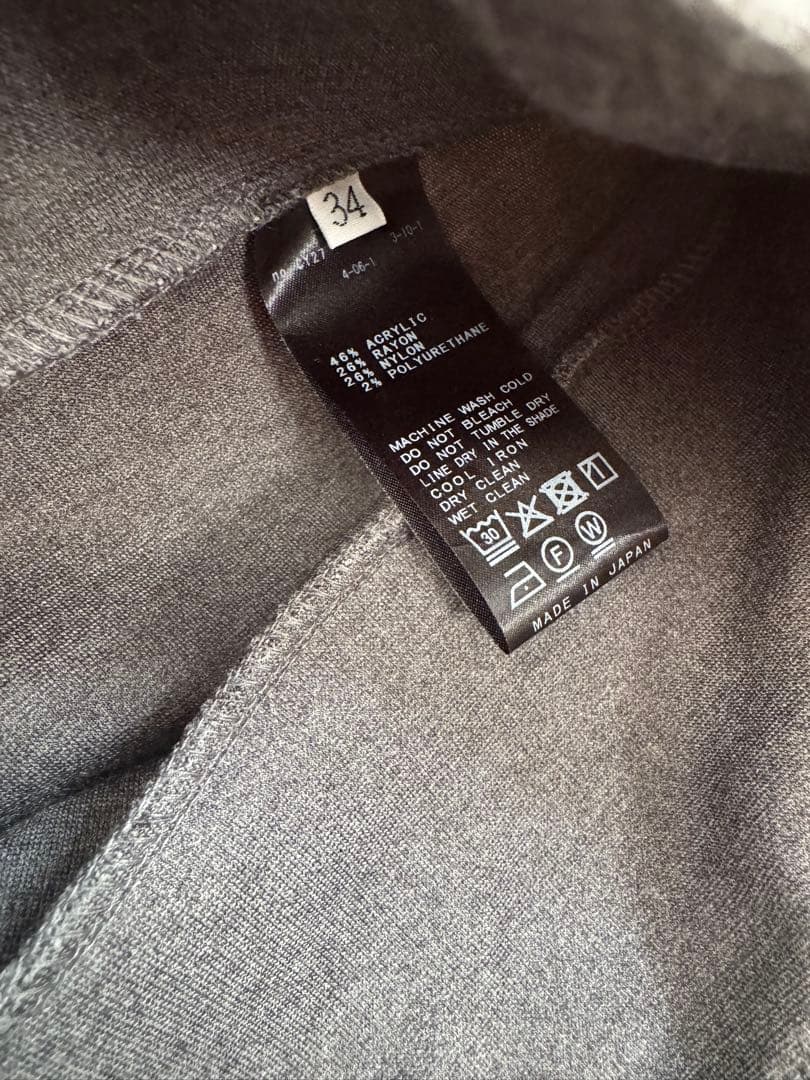 34
3-10-1
4-06-1
46% ACRYLIC
26% RAYON
26% NYLON
2% POLYURETHANE
MACHINE WASH COLD
DO NOT BLEACH
DO NOT TUMBLE DRY
LINE DRY IN THE SHADE
COOL IRON
DRY CLEAN
WET CLEAN
30
F W
MADE IN JAPAN